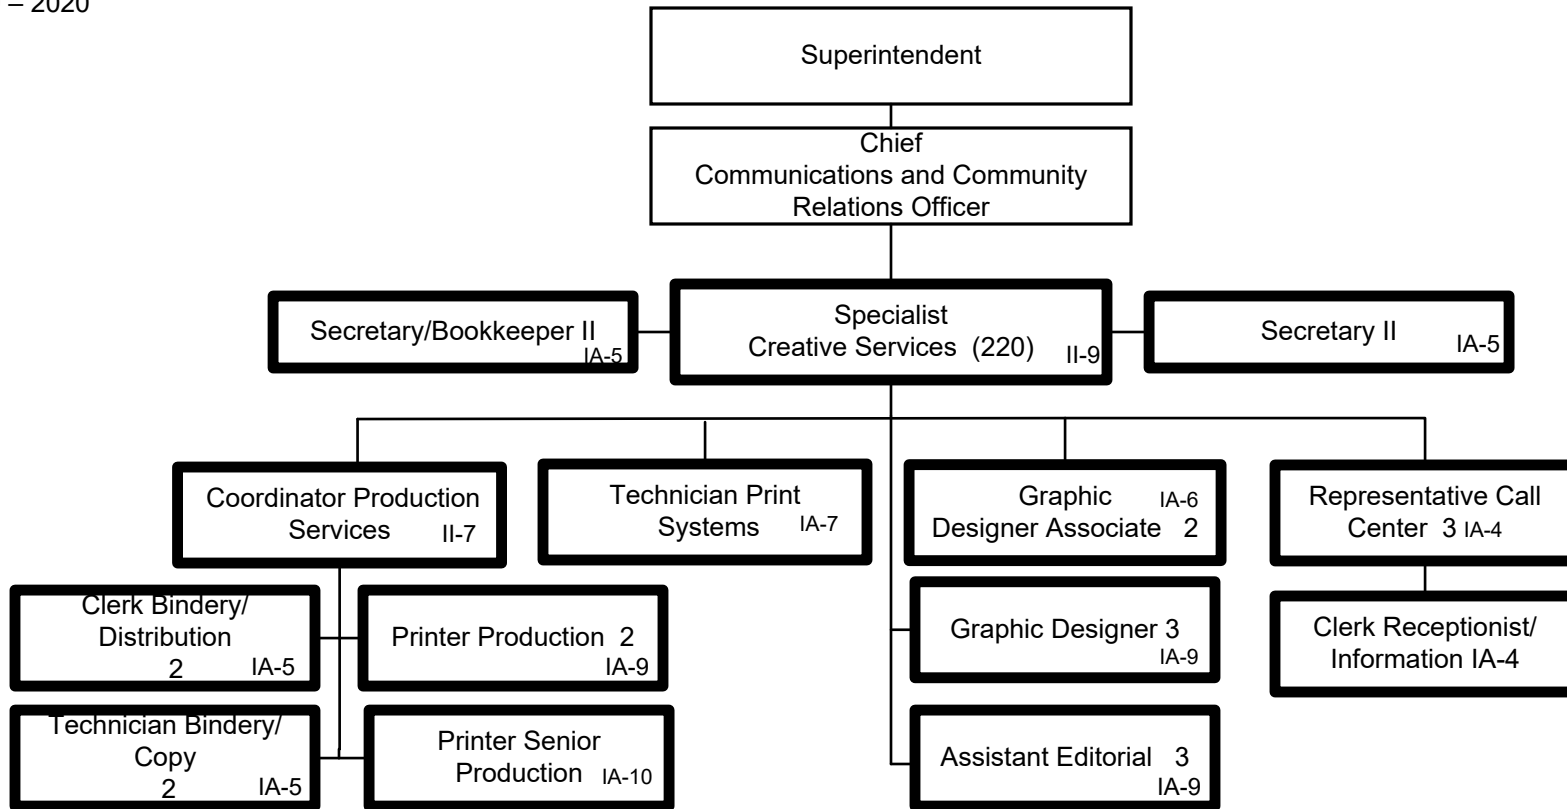 – 2020
Superintendent
Chief
Communications and Community
Relations Officer
Secretary/Bookkeeper II
IA-5
Specialist
Creative Services (220) II-9
Secretary II
IA-5
Coordinator Production
Services II-7
Technician Print
Systems IA-7
Graphic IA-6
Designer Associate 2
Representative Call
Center 3 IA-4
Clerk Bindery/
Distribution
2 IA-5
Printer Production 2
IA-9
Graphic Designer 3
IA-9
Clerk Receptionist/
Information IA-4
Technician Bindery/
Copy
2 IA-5
Printer Senior
Production IA-10
Assistant Editorial 3
IA-9